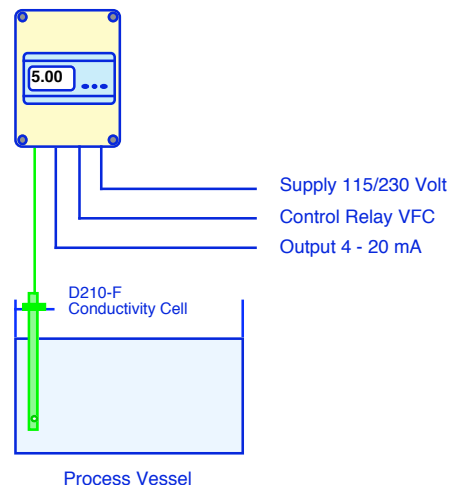 5.00
Supply 115/230 Volt
Control Relay VFC
Output 4 - 20 mA
D210-F
Conductivity Cell
Process Vessel